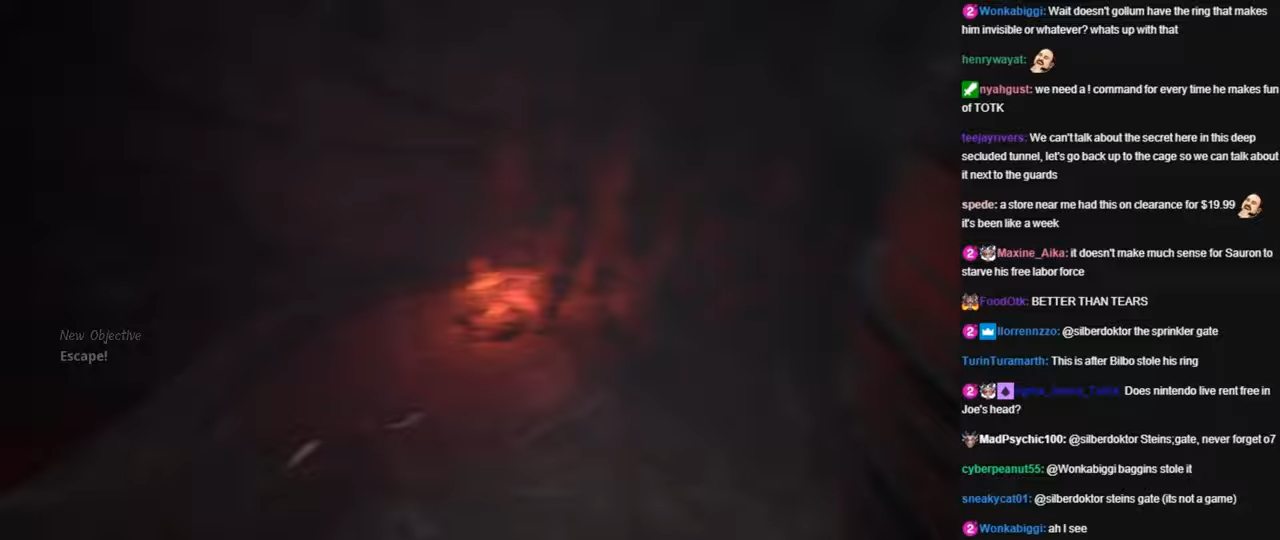 New Objective
Escape!
Wonkabiggi: Wait doesn't gollum have the ring that makes
him invisible or whatever? whats up with that
henrywayat:
nyahgust: we need a ! command for every time he makes fun
of TOTK
teejayrivers: We can't talk about the secret here in this deep
secluded tunnel, let's go back up to the cage so we can talk about
it next to the guards
spede: a store near me had this on clearance for $19.99
it's been like a week
Maxine_Aika: it doesn't make much sense for Sauron to
starve his free labor force
FoodOtk: BETTER THAN TEARS
llorrennzzo: @silberdoktor the sprinkler gate
TurinTuramarth: This is after Bilbo stole his ring
Does nintendo live rent free in
Joe's head?
MadPsychic100: @silberdoktor Steins;gate, never forget o7
cyberpeanut55: @Wonkabiggi baggins stole it
sneakycat01: @silberdoktor steins gate (its not a game)
Wonkabiggi: ah I see